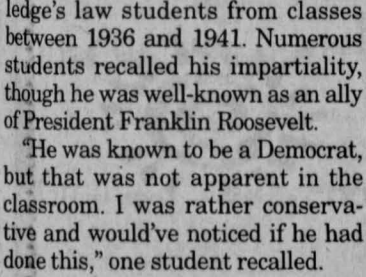 ledge's law students from classes
between 1936 and 1941. Numerous
students recalled his impartiality,
though he was well-known as an ally
of President Franklin Roosevelt.
"He was known to be a Democrat,
but that was not apparent in the
classroom. I was rather conserva-
tive and would've noticed if he had
done this," one student recalled.